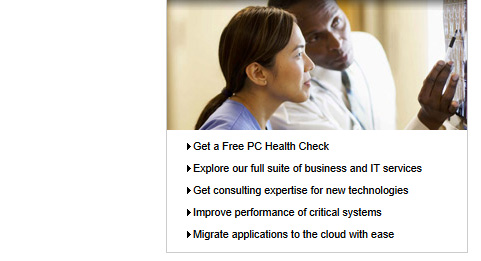 Get a Free PC Health Check
Explore our full suite of business and IT services
Get consulting expertise for new technologies
Improve performance of critical systems
Migrate applications to the cloud with ease